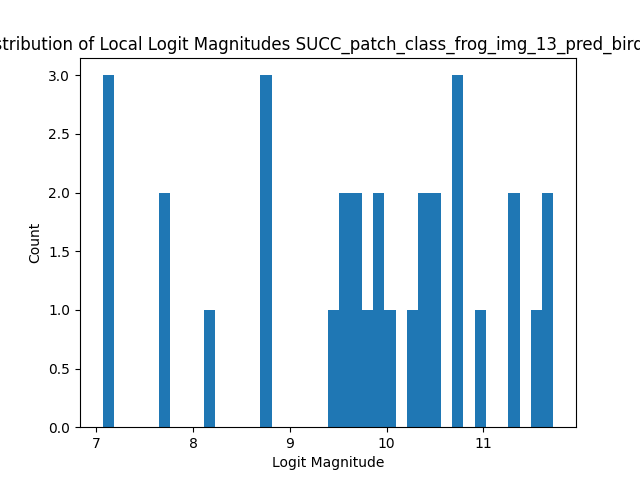 stribution of Local Logit Magnitudes SUCC_patch_class_frog_img_13_pred_bird
3.0
2.5
2.0
1.5
1.0
0.5
0.0
Count
7 8 9 10 11
Logit Magnitude